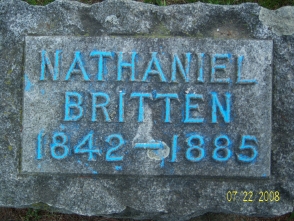 NATHANIEL
BRITTEN
1842-1885
07.22.2008